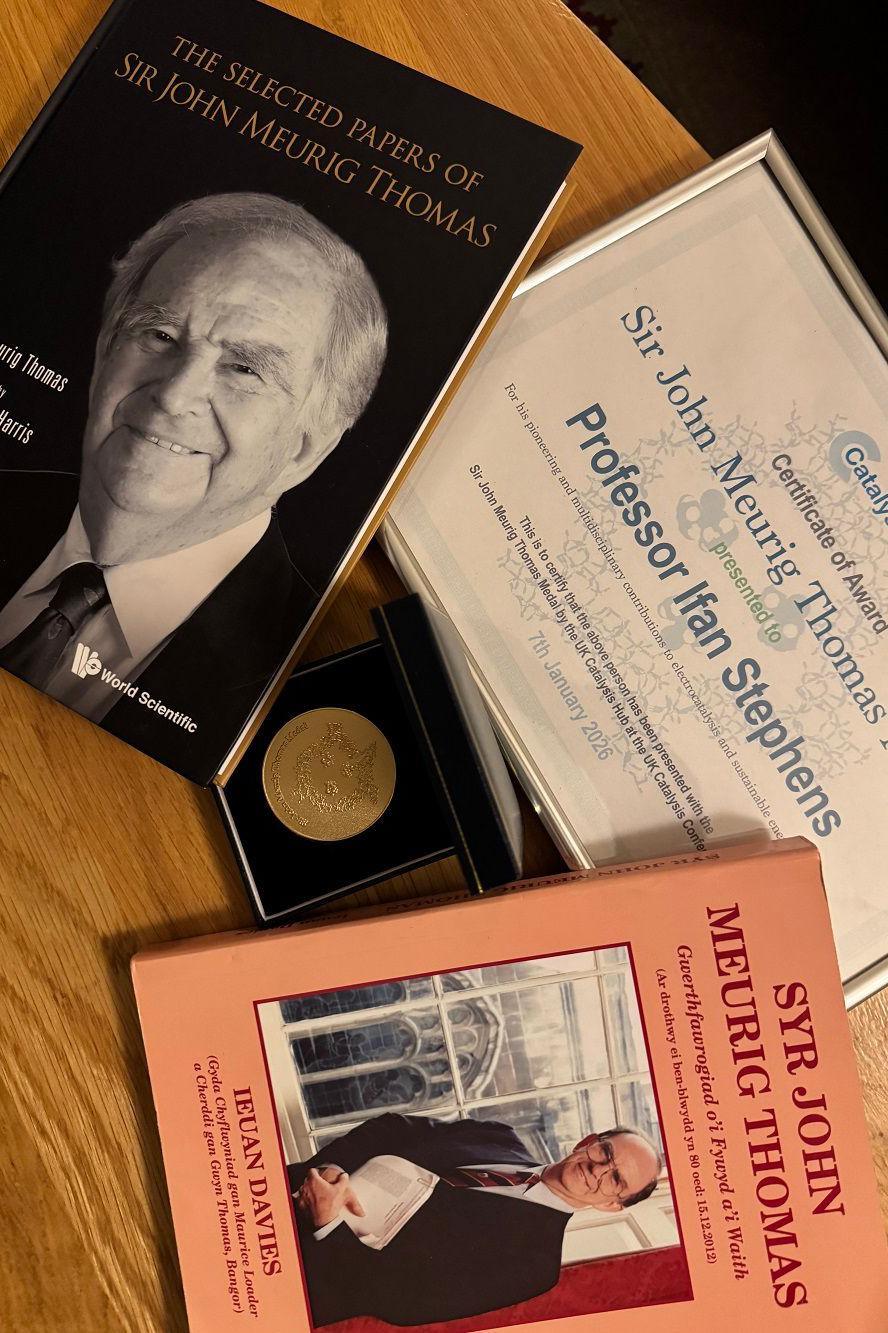 THE SELECTED PAPERS OF
SIR JOHN MEURIG THOMAS
urig Thomas
by
Harris
World Scientific
Cataly
Certificate of Award
Sir John Meurig Thomas
presented to
Professor Ifan Stephens
For his pioneering and multidisciplinary contributions to electrocatalysis and sustainable ene
This is to certify that the above person has been presented with the
Sir John Meurig Thomas Medal by the UK Catalysis Hub at the UK Catalysis Confe
7th January 2026
SYR JOHN MEURIG THOMAS
SYR JOHN
MEURIG THOMAS
Gwerthfawrogiad o'i Fywyd a'i Waith
(Ar drothwy ei ben-blwydd yn 80 oed: 15.12.2012)
IEUAN DAVIES
(Gyda Chyflwyniad gan Maurice Loader
a Cherddi gan Gwyn Thomas, Bangor)